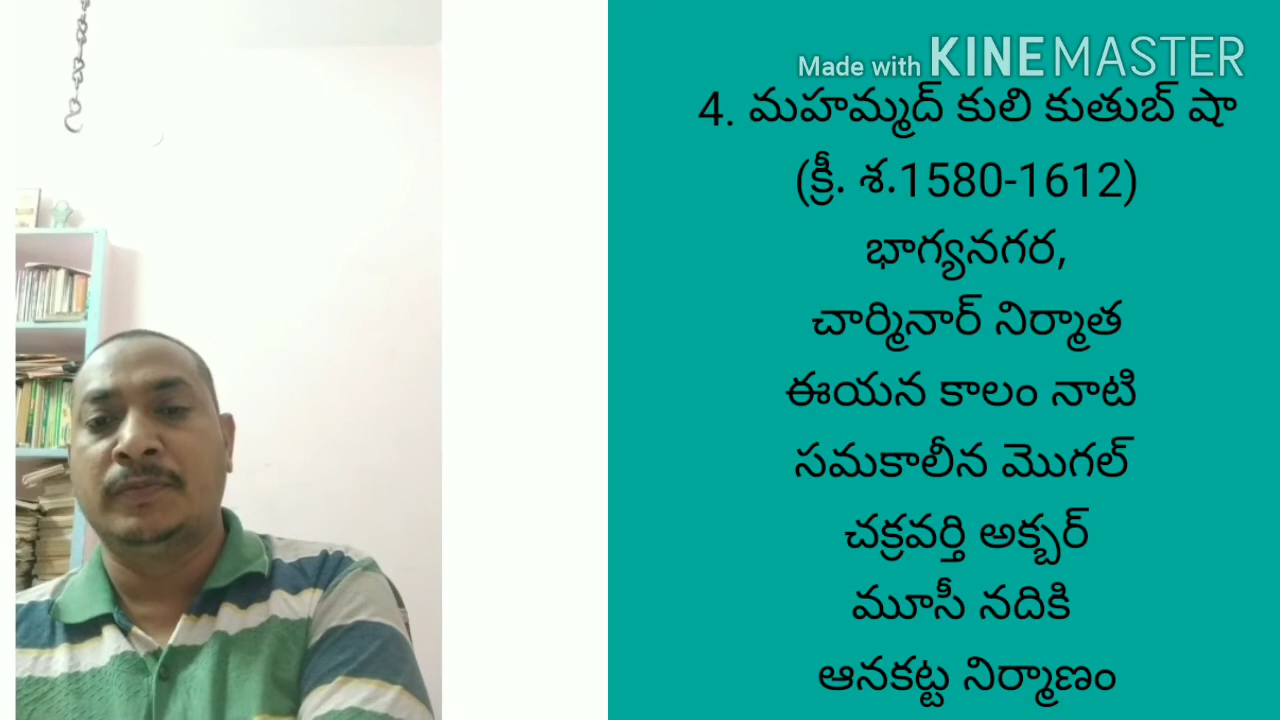 Made with KINEMASTER
4. మహమ్మద్ కులి కుతుబ్ షా
(క్రీ. శ.1580-1612)
భాగ్యనగర,
చార్మినార్ నిర్మాత
ఈయన కాలం నాటి
సమకాలీన మొగల్
చక్రవర్తి అక్బర్
మూసీ నదికి
ఆనకట్ట నిర్మాణం